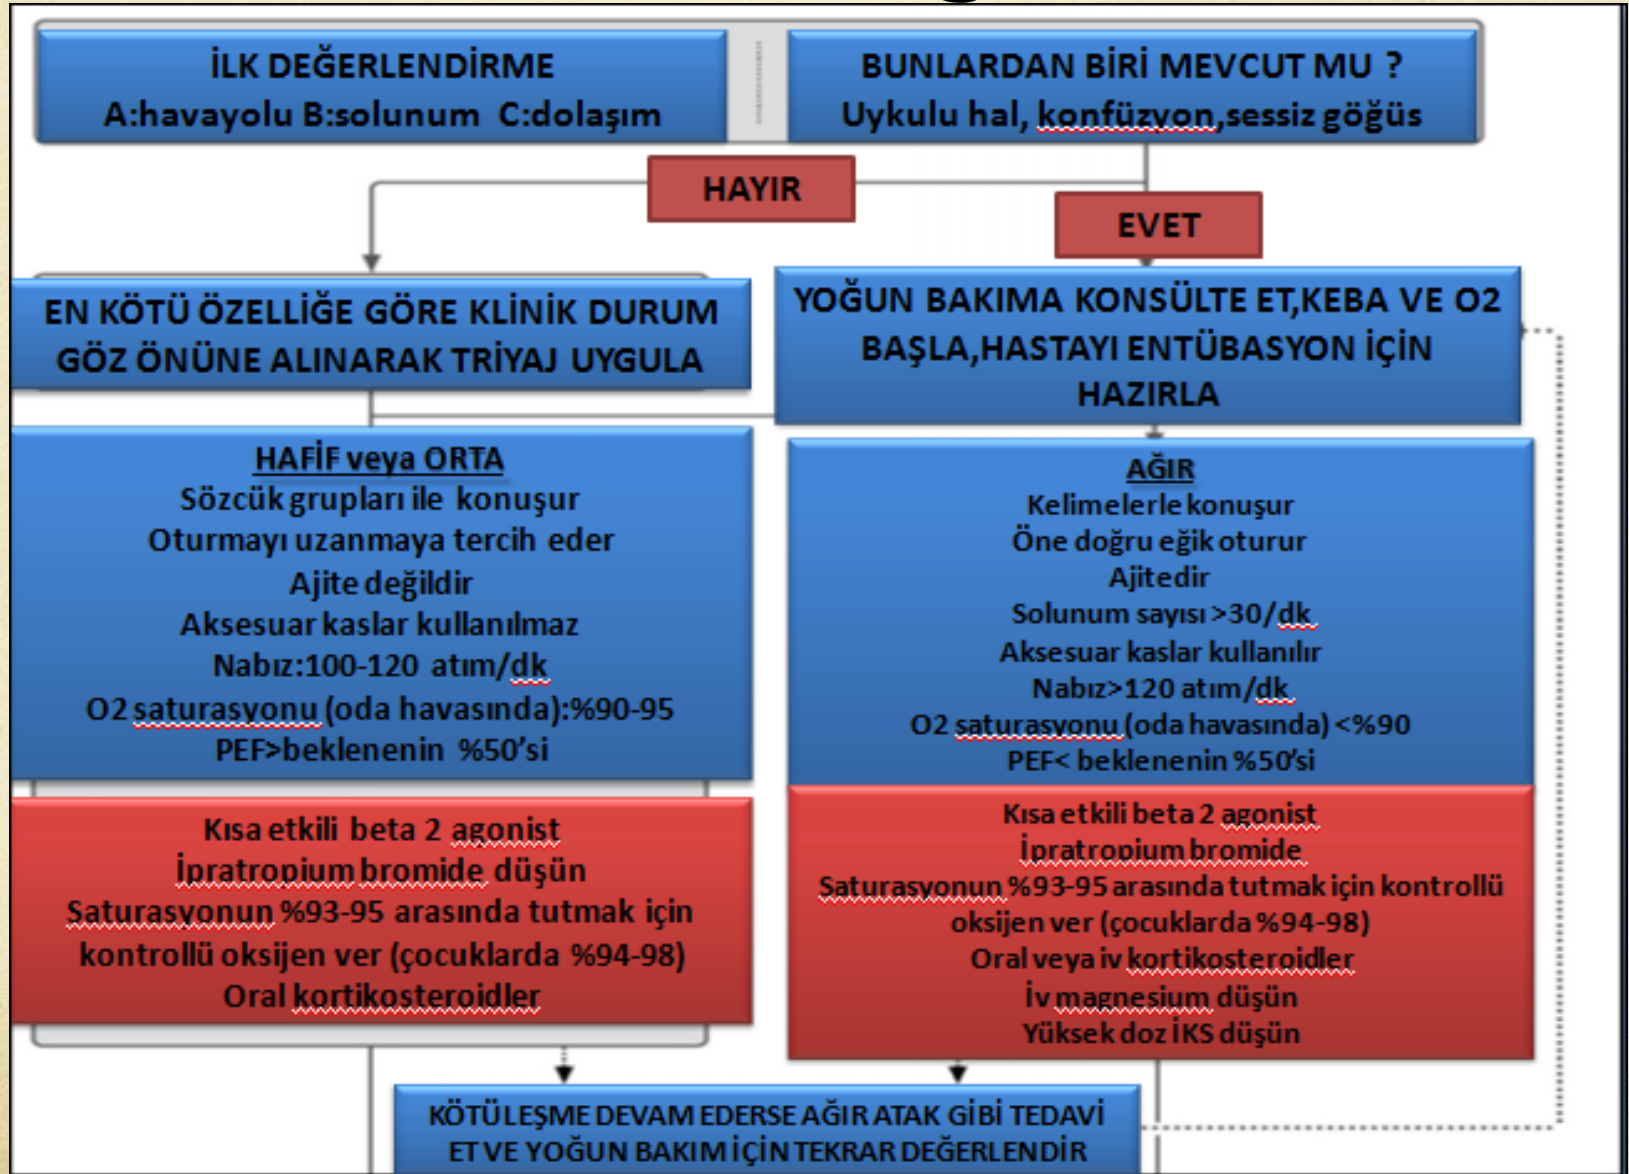 İLK DEĞERLENDİRME
A:havayolu B:solunum C:dolaşım
BUNLARDAN BİRİ MEVCUT MU ?
Uykulu hal, konfüzyon,sessiz göğüs
HAYIR
EVET
EN KÖTÜ ÖZELLİĞE GÖRE KLİNİK DURUM
GÖZ ÖNÜNE ALINARAK TRİYAJ UYGULA
YOĞUN BAKIMA KONSÜLTE ET,KEBA VE O2
BAŞLA,HASTAYI ENTÜBASYON İÇİN
HAZIRLA
HAFİF veya ORTA
Sözcük grupları ile konuşur
Oturmayı uzanmaya tercih eder
Ajite değildir
Aksesuar kaslar kullanılmaz
Nabız:100-120 atım/dk
O2 saturasyonu (oda havasında):%90-95
PEF>beklenenin %50’si
AĞIR
Kelimelerle konuşur
Öne doğru eğik oturur
Ajitedir
Solunum sayısı >30/dk
Aksesuar kaslar kullanılır
Nabız>120 atım/dk
O2 saturasyonu (oda havasında) <%90
PEF< beklenenin %50’si
Kısa etkili beta 2 agonist
İpratropium bromide düşün
Saturasyonun %93-95 arasında tutmak için
kontrollü oksijen ver (çocuklarda %94-98)
Oral kortikosteroidler
Kısa etkili beta 2 agonist
İpratropium bromide
Saturasyonun %93-95 arasında tutmak için kontrollü
oksijen ver (çocuklarda %94-98)
Oral veya iv kortikosteroidler
İv magnesium düşün
Yüksek doz İKS düşün
KÖTÜLEŞME DEVAM EDERSE AĞIR ATAK GİBİ TEDAVİ
ET VE YOĞUN BAKIM İÇİN TEKRAR DEĞERLENDİR